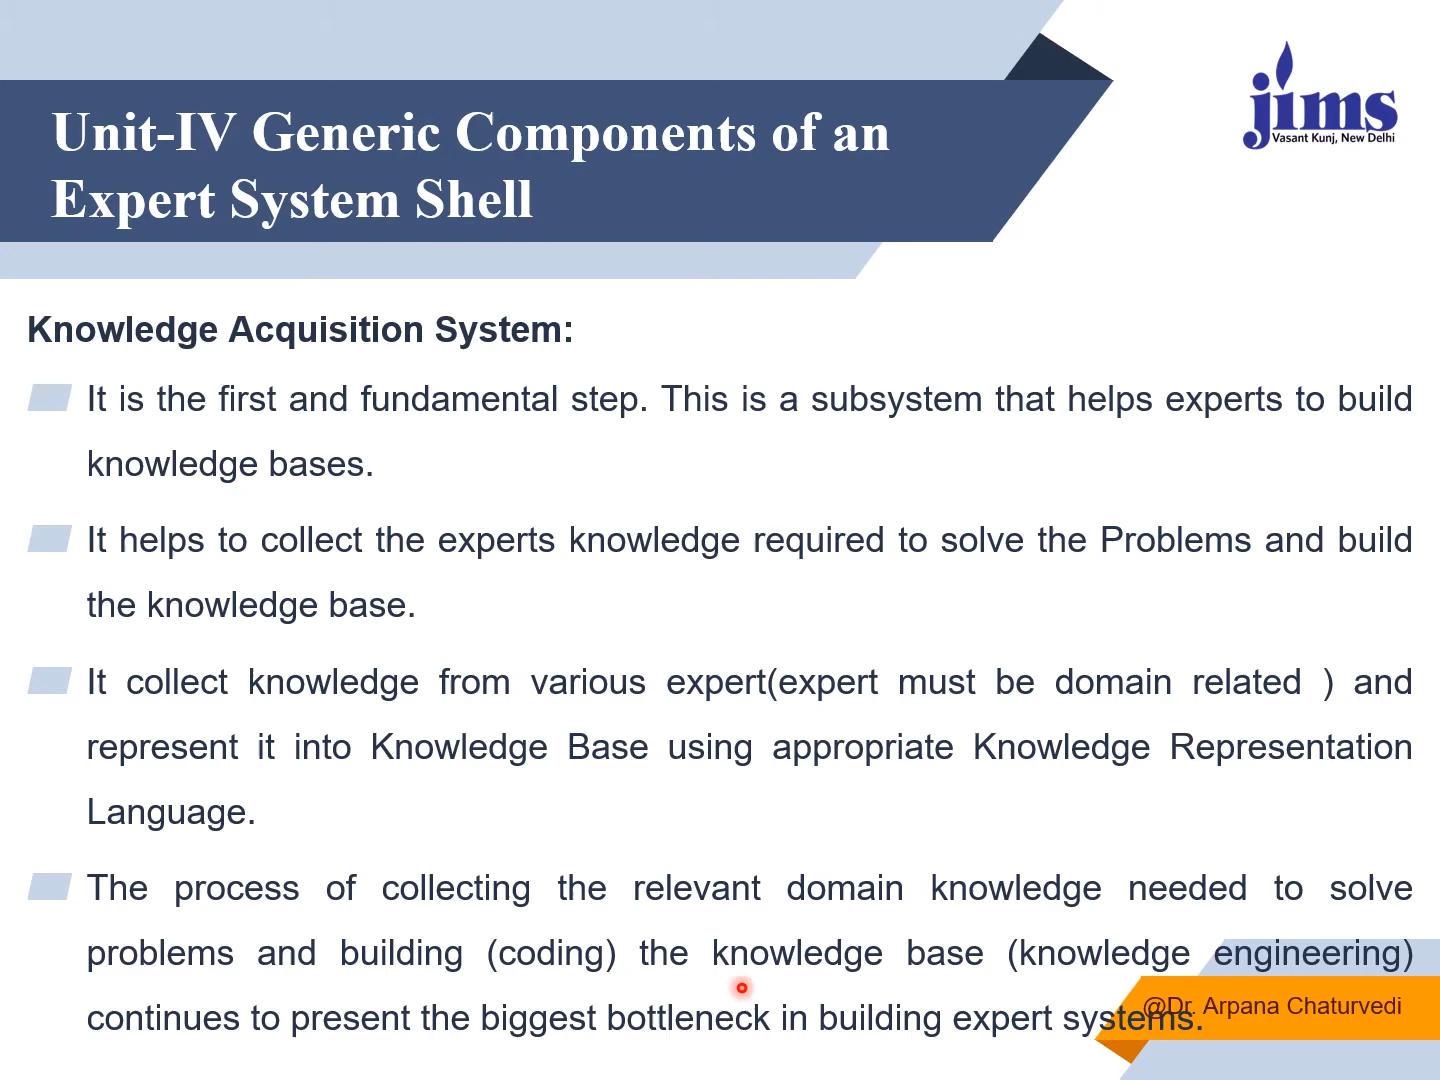 Unit-IV Generic Components of an
Expert System Shell
jims
Vasant Kunj, New Delhi
Knowledge Acquisition System:
It is the first and fundamental step. This is a subsystem that helps experts to build
knowledge bases.
It helps to collect the experts knowledge required to solve the Problems and build
the knowledge base.
It collect knowledge from various expert(expert must be domain related ) and
represent it into Knowledge Base using appropriate Knowledge Representation
Language.
The process of collecting the relevant domain knowledge needed to solve
problems and building (coding) the knowledge base (knowledge engineering)
continues to present the biggest bottleneck in building expert systems.
@Dr. Arpana Chaturvedi